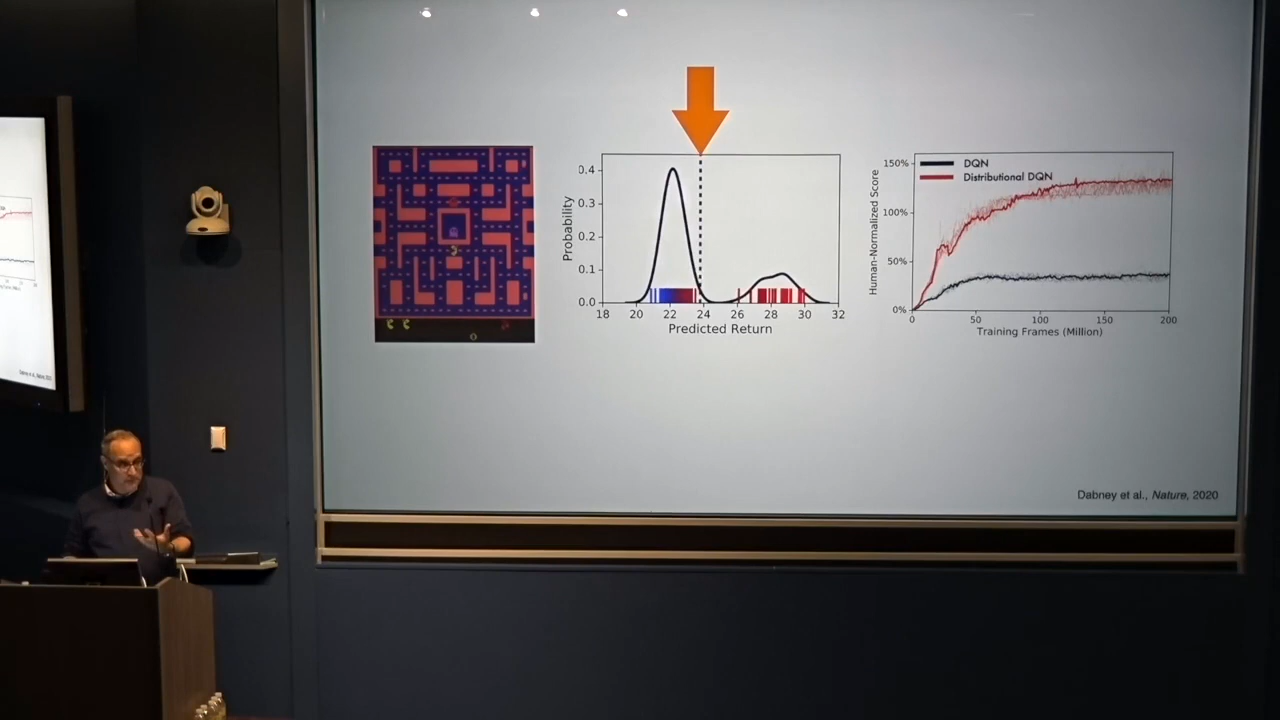 0.4
0.3
0.2
0.1
0.0
18 20 22 24 26 28 30 32
Probability
Predicted Return
DQN
Distributional DQN
150%
100%
50%
0%
0 50 100 150 200
Human-Normalized Score
Training Frames (Million)
0
Dabney et al., Nature, 2020